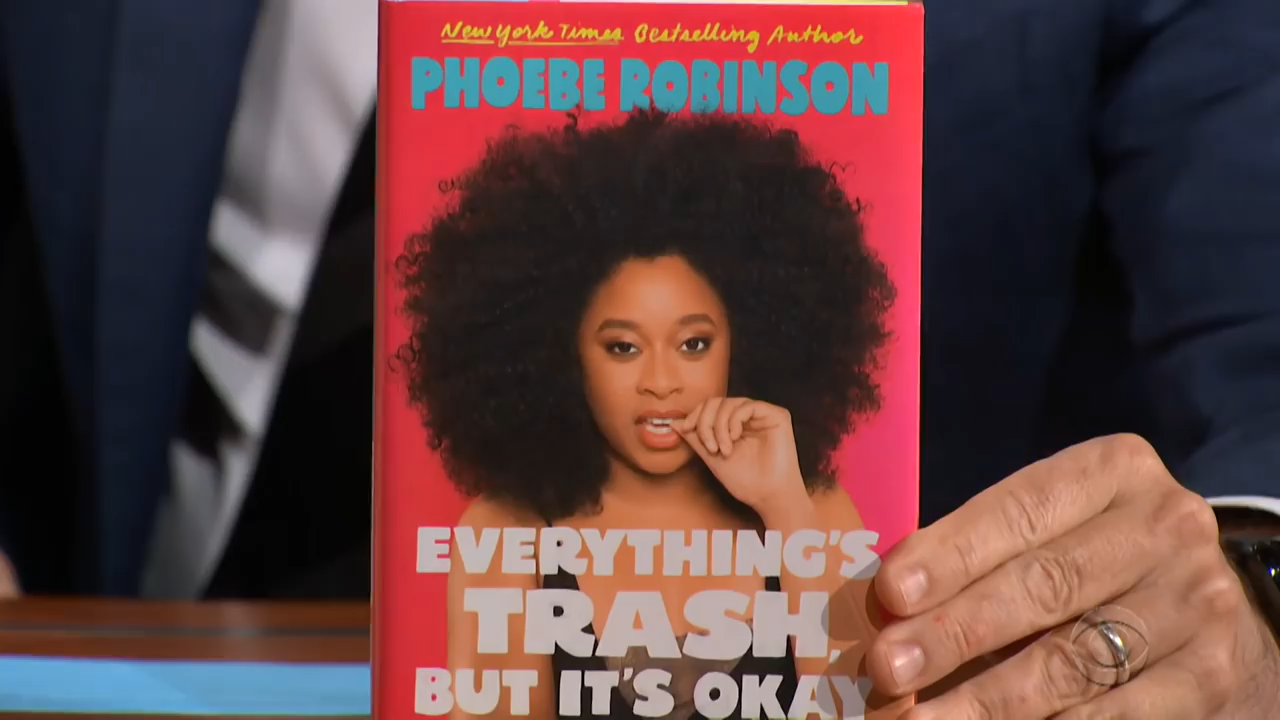 New York Times Bestselling Author
PHOEBE ROBINSON
EVERYTHING'S
TRASH,
BUT IT'S OKAY